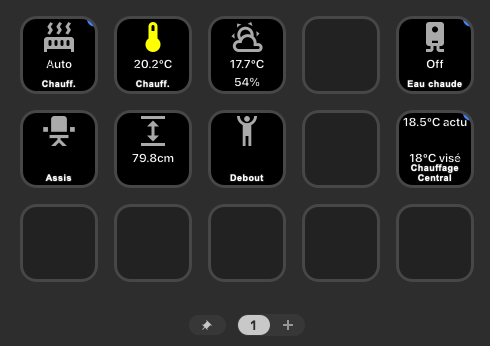 Auto
Chauff.
20.2°C
Chauff.
17.7°C
54%
Off
Eau chaude
Assis
79.8cm
Debout
18.5°C actu
18°C visé
Chauffage
Central
1